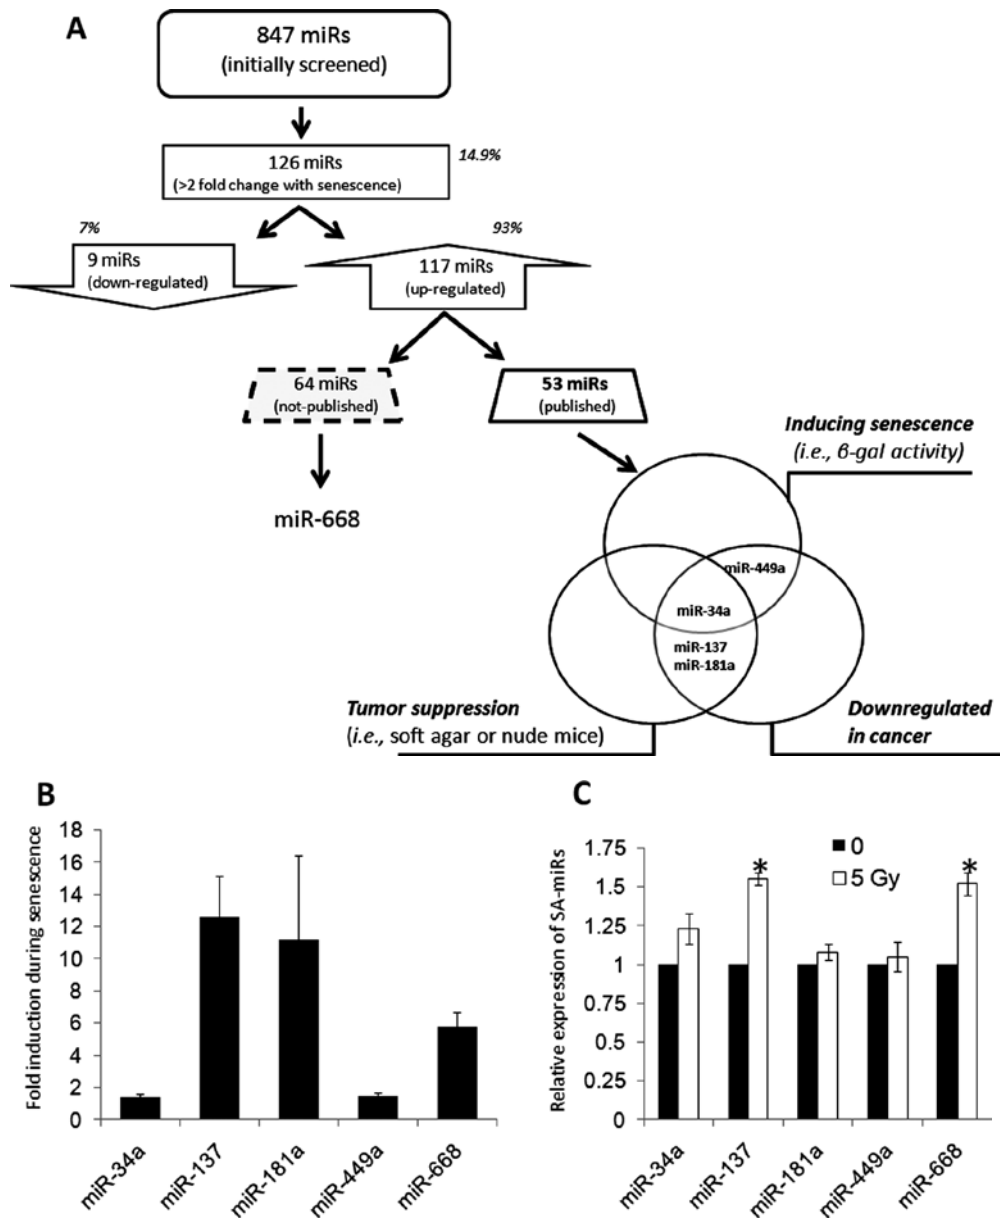 A
847 miRs
(initially screened)
126 miRs
(>2 fold change with senescence)
14.9%
7%
93%
9 miRs
(down-regulated)
117 miRs
(up-regulated)
64 miRs
(not-published)
53 miRs
(published)
miR-668
Inducing senescence
(i.e., β-gal activity)
miR-449a
miR-34a
miR-137
miR-181a
Tumor suppression
(i.e., soft agar or nude mice)
Downregulated
in cancer
B
Fold induction during senescence
18
16
14
12
10
8
6
4
2
0
miR-34a
miR-137
miR-181a
miR-449a
miR-668
C
Relative expression of SA-miRs
1.75
1.5
1.25
1
0.75
0.5
0.25
0
0
5 Gy
*
*
miR-34a
miR-137
miR-181a
miR-449a
miR-668